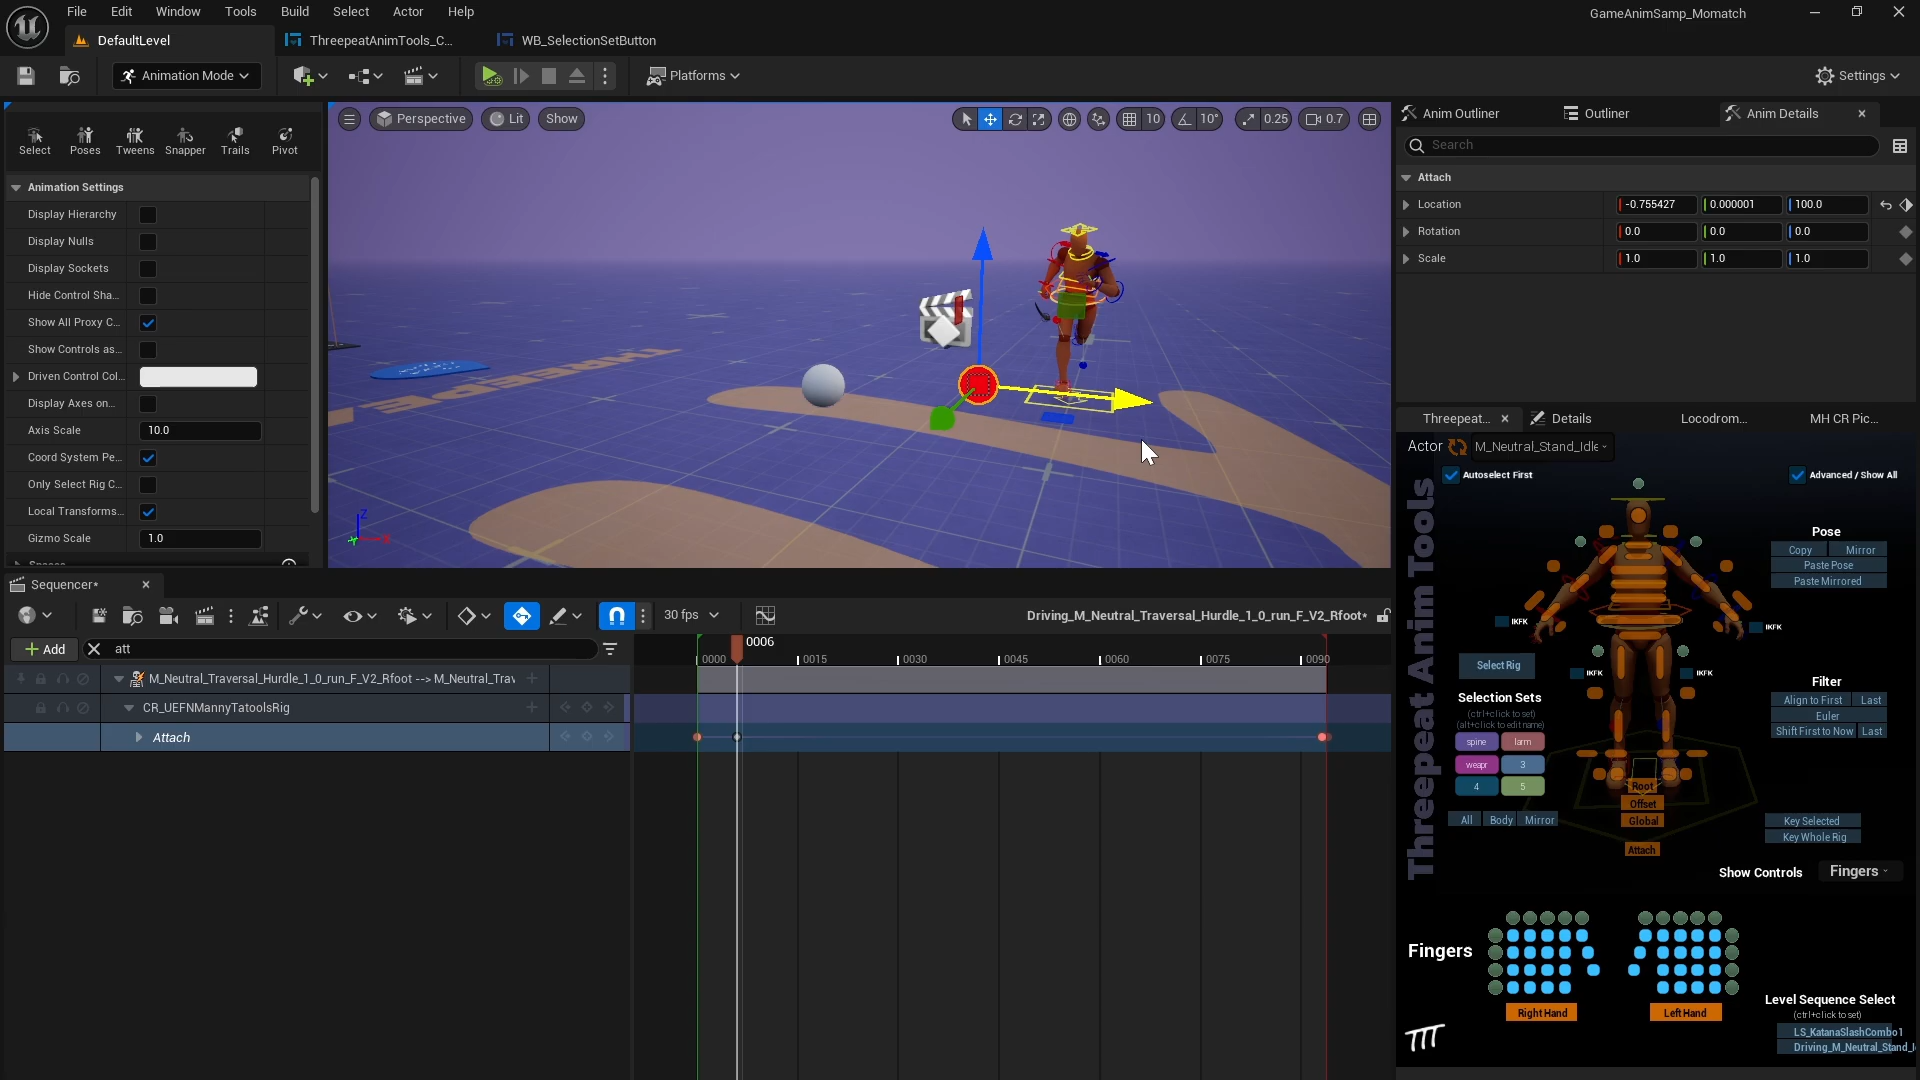 File Edit Window Tools Build Select Actor Help
GameAnimSamp_Momatch
DefaultLevel
ThreepeatAnimTools_C...
WB_SelectionSetButton
Animation Mode
Platforms
Settings
Select Poses Tweens Snapper Trails Pivot
Animation Settings
Display Hierarchy
Display Nulls
Display Sockets
Hide Control Sha...
Show All Proxy C...
Show Controls as...
Driven Control Col...
Display Axes on...
Axis Scale 10.0
Coord System Pe...
Only Select Rig C...
Local Transforms...
Gizmo Scale 1.0
Perspective Lit Show
10 10° 0.25 0.7
Z
Anim Outliner Outliner Anim Details
Search
Attach
Location -0.755427 0.000001 100.0
Rotation 0.0 0.0 0.0
Scale 1.0 1.0 1.0
Threepeat... Details Locodrom... MH CR Pic...
Actor M_Neutral_Stand_Idle
Autoselect First
Advanced / Show All
Threepeat Anim Tools
Pose
Copy Mirror
Paste Pose
Paste Mirrored
IKFK IKFK
IKFK IKFK
Select Rig
Selection Sets
(ctrl+click to set)
(alt+click to edit name)
spine larm
weapr 3
4 5
All Body Mirror
Root
Offset
Global
Attach
Filter
Align to First Last
Euler
Shift First to Now Last
Key Selected
Key Whole Rig
Show Controls Fingers
Fingers
Right Hand Left Hand
Level Sequence Select
(ctrl+click to set)
LS_KatanaSlashCombo1
Driving_M_Neutral_Stand_I
Sequencer*
30 fps
Driving_M_Neutral_Traversal_Hurdle_1_0_run_F_V2_Rfoot*
Add
att
0006
0000 0015 0030 0045 0060 0075 0090
M_Neutral_Traversal_Hurdle_1_0_run_F_V2_Rfoot --> M_Neutral_Trav
CR_UEFNMannyTatoolsRig
Attach